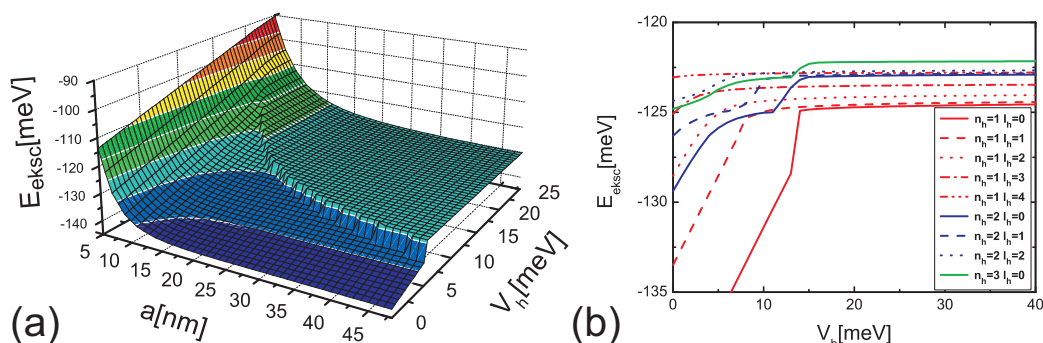 -90
-100
-110
-120
-130
-140
E_eksc[meV]
5
10
15
20
25
30
35
40
45
a[nm]
0
5
10
15
20
25
V_h[meV]
(a)
-120
-125
-130
-135
E_eksc[meV]
0
10
20
30
40
V_h[meV]
n_h=1 l_h=0
n_h=1 l_h=1
n_h=1 l_h=2
n_h=1 l_h=3
n_h=1 l_h=4
n_h=2 l_h=0
n_h=2 l_h=1
n_h=2 l_h=2
n_h=3 l_h=0
(b)